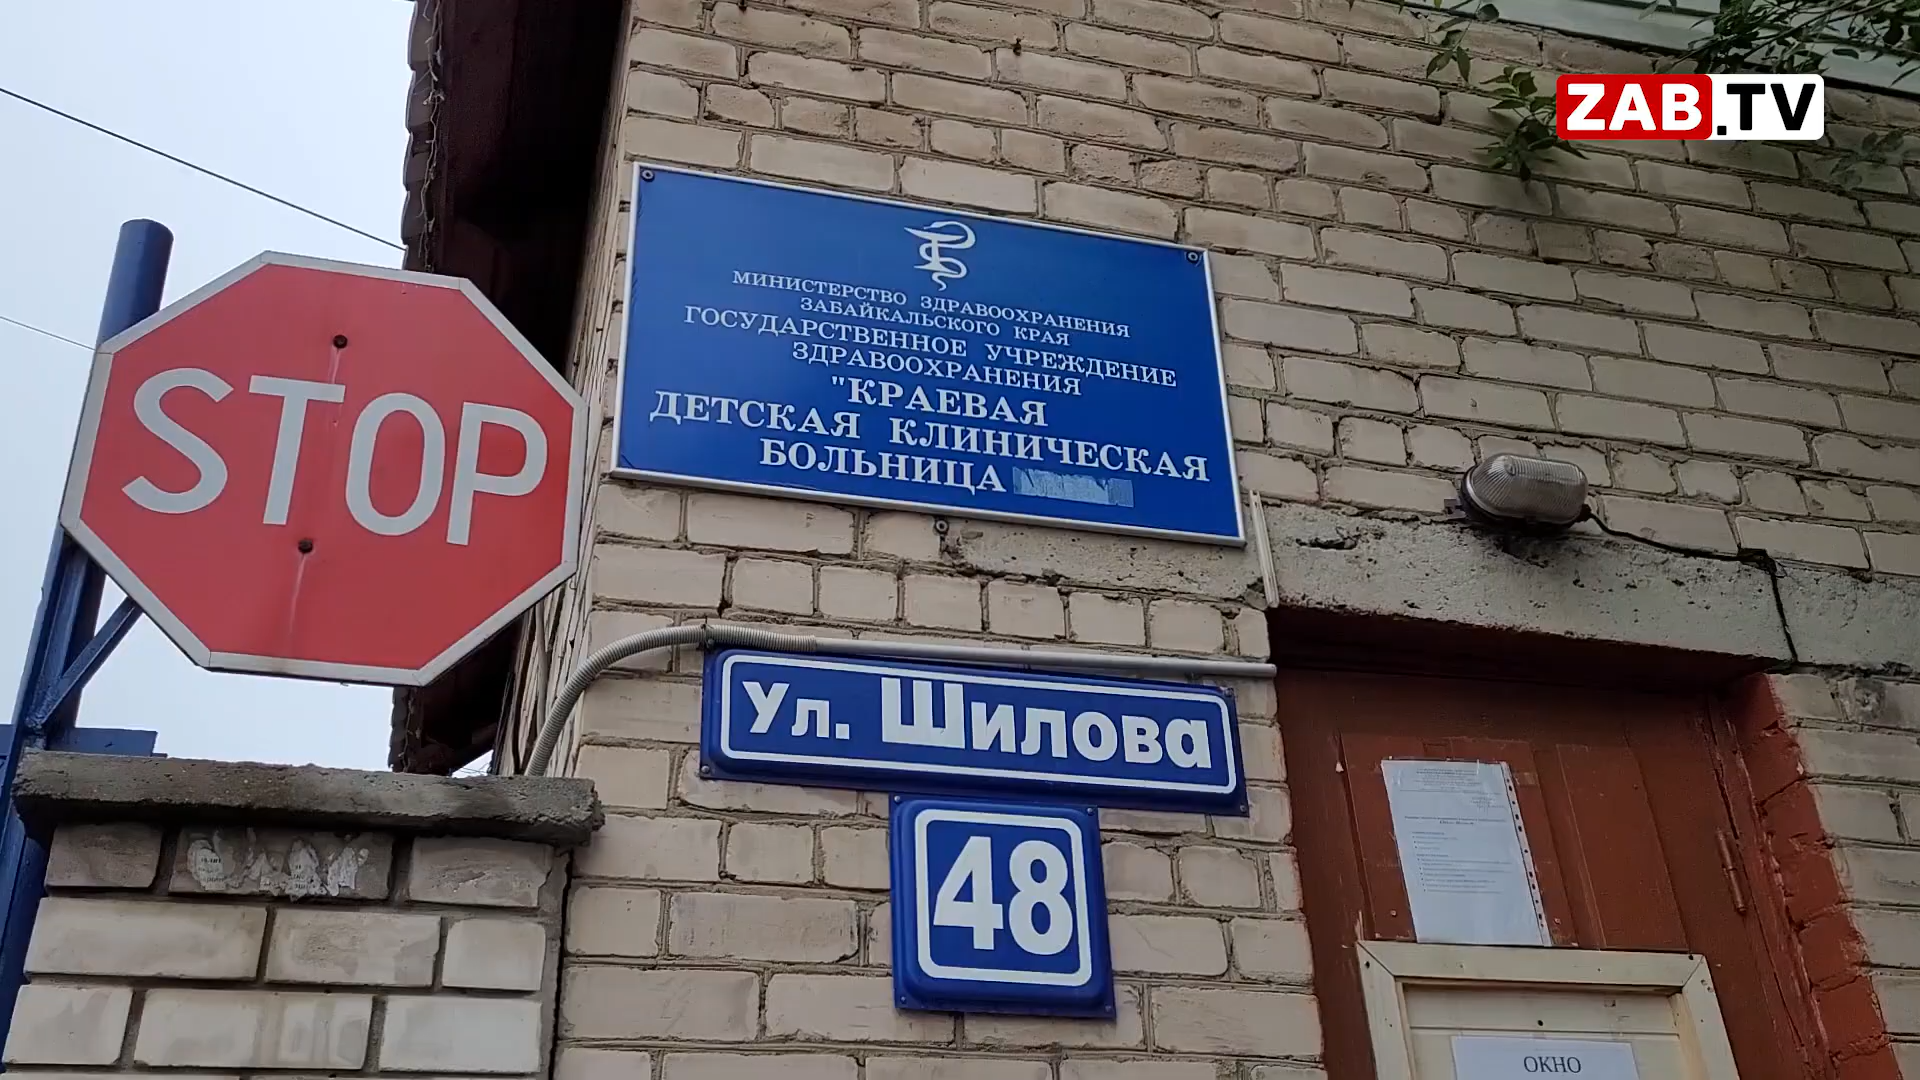 ZAB.TV
МИНИСТЕРСТВО ЗДРАВООХРАНЕНИЯ
ЗАБАЙКАЛЬСКОГО КРАЯ
ГОСУДАРСТВЕННОЕ УЧРЕЖДЕНИЕ
ЗДРАВООХРАНЕНИЯ
"КРАЕВАЯ
ДЕТСКАЯ КЛИНИЧЕСКАЯ
БОЛЬНИЦА
STOP
Ул. Шилова
48
ОКНО